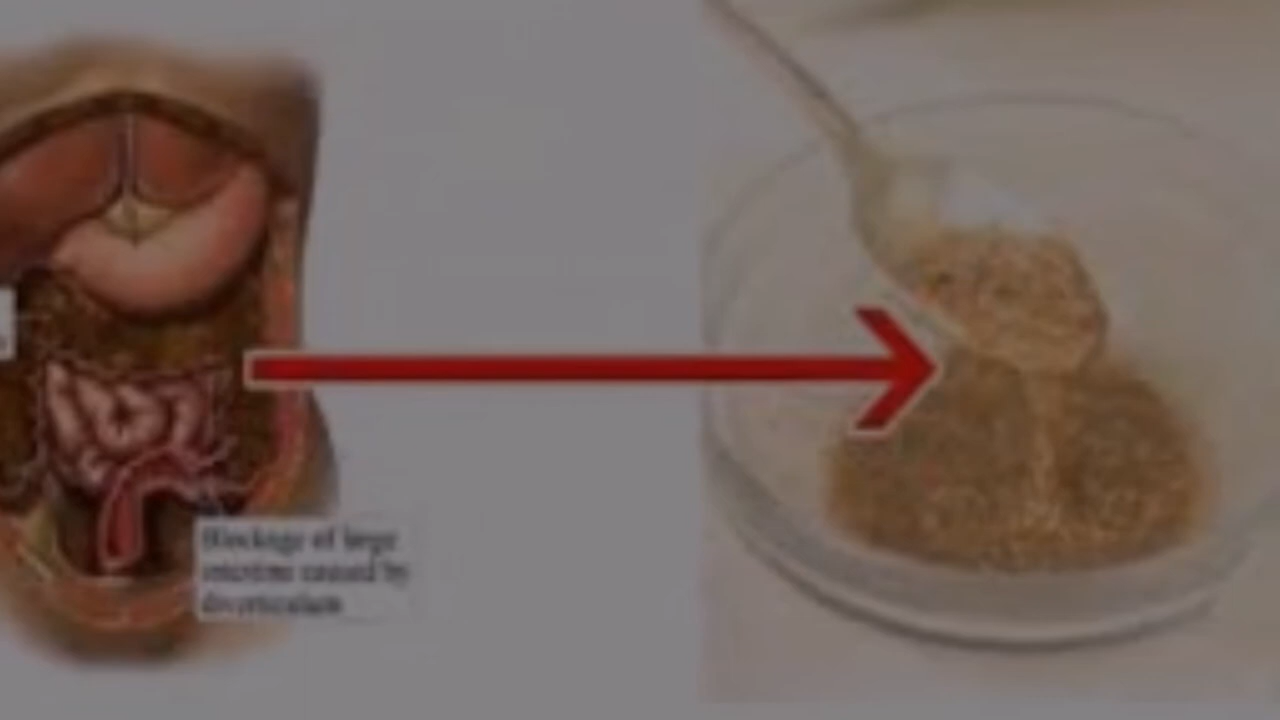 Blockage of large
intestine caused by
diverticulum